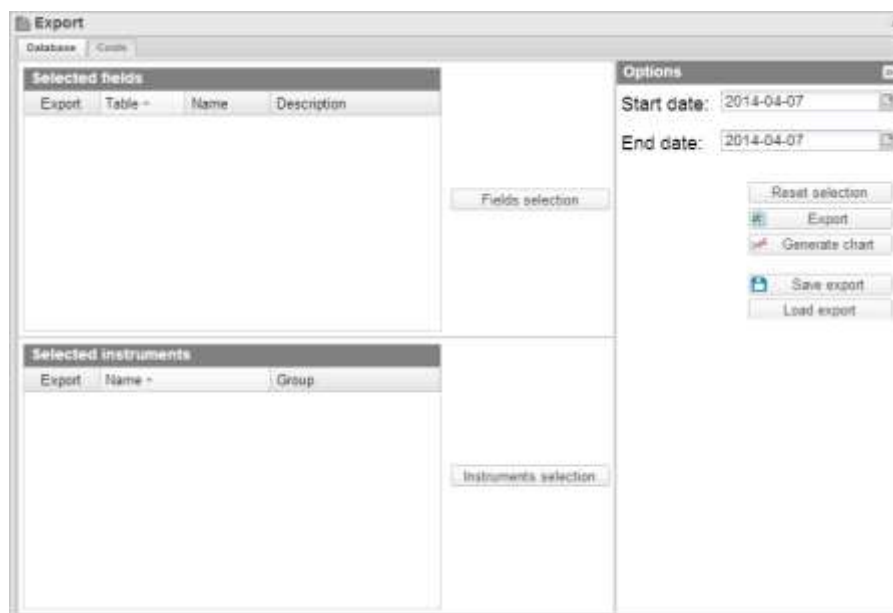 Export
Database
Selected fields
Export Table Name Description
Fields selection
Selected instruments
Export Name Group
Instruments selection
Options
Start date: 2014-04-07
End date: 2014-04-07
Reset selection
Export
Generate chart
Save export
Load export